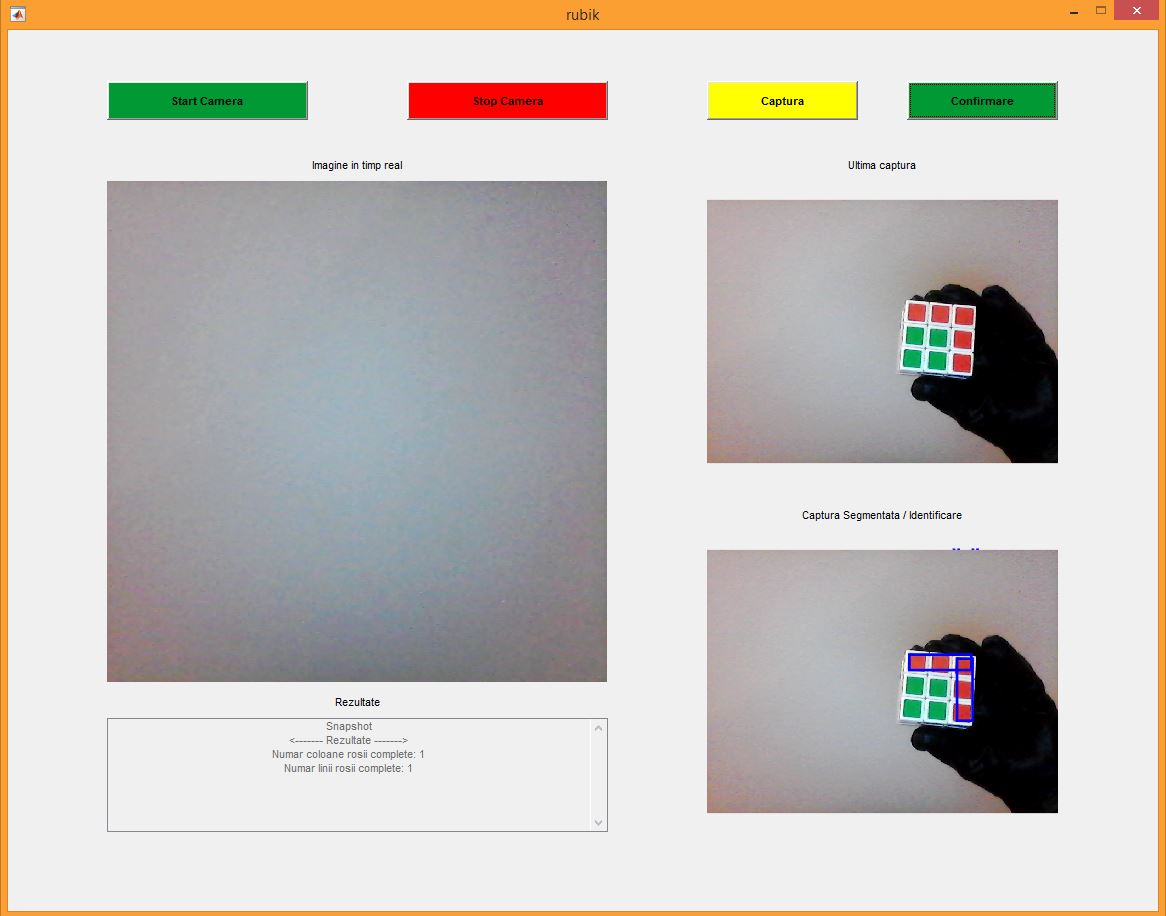 rubik
Start Camera
Stop Camera
Captura
Confirmare
Imagine in timp real
Ultima captura
Captura Segmentata / Identificare
Rezultate
Snapshot
<------- Rezultate ------->
Numar coloane rosii complete: 1
Numar linii rosii complete: 1